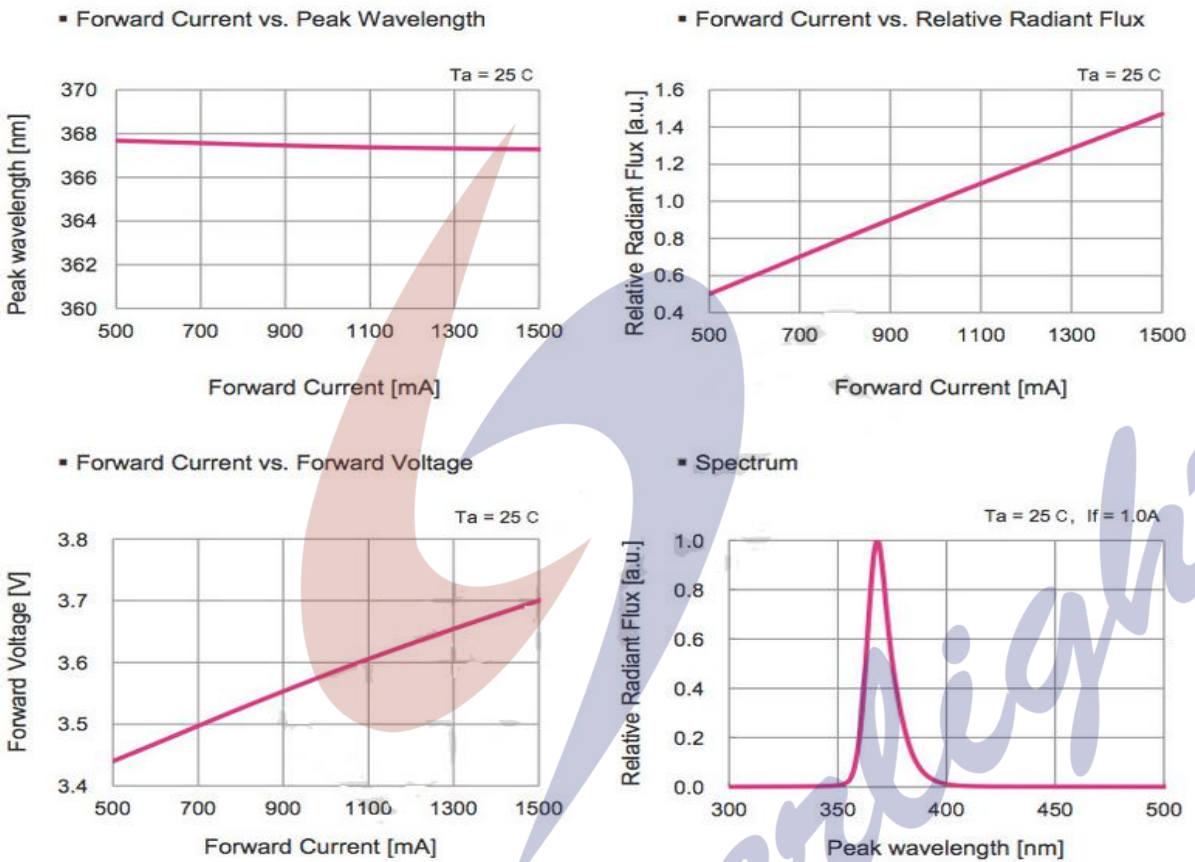 ▪ Forward Current vs. Peak Wavelength
Ta = 25 C
Peak wavelength [nm]
370
368
366
364
362
360
500 700 900 1100 1300 1500
Forward Current [mA]
▪ Forward Current vs. Relative Radiant Flux
Ta = 25 C
Relative Radiant Flux [a.u.]
1.6
1.4
1.2
1.0
0.8
0.6
0.4
500 700 900 1100 1300 1500
Forward Current [mA]
▪ Forward Current vs. Forward Voltage
Ta = 25 C
Forward Voltage [V]
3.8
3.7
3.6
3.5
3.4
500 700 900 1100 1300 1500
Forward Current [mA]
▪ Spectrum
Ta = 25 C, If = 1.0A
Relative Radiant Flux [a.u.]
1.0
0.8
0.6
0.4
0.2
0.0
300 350 400 450 500
Peak wavelength [nm]